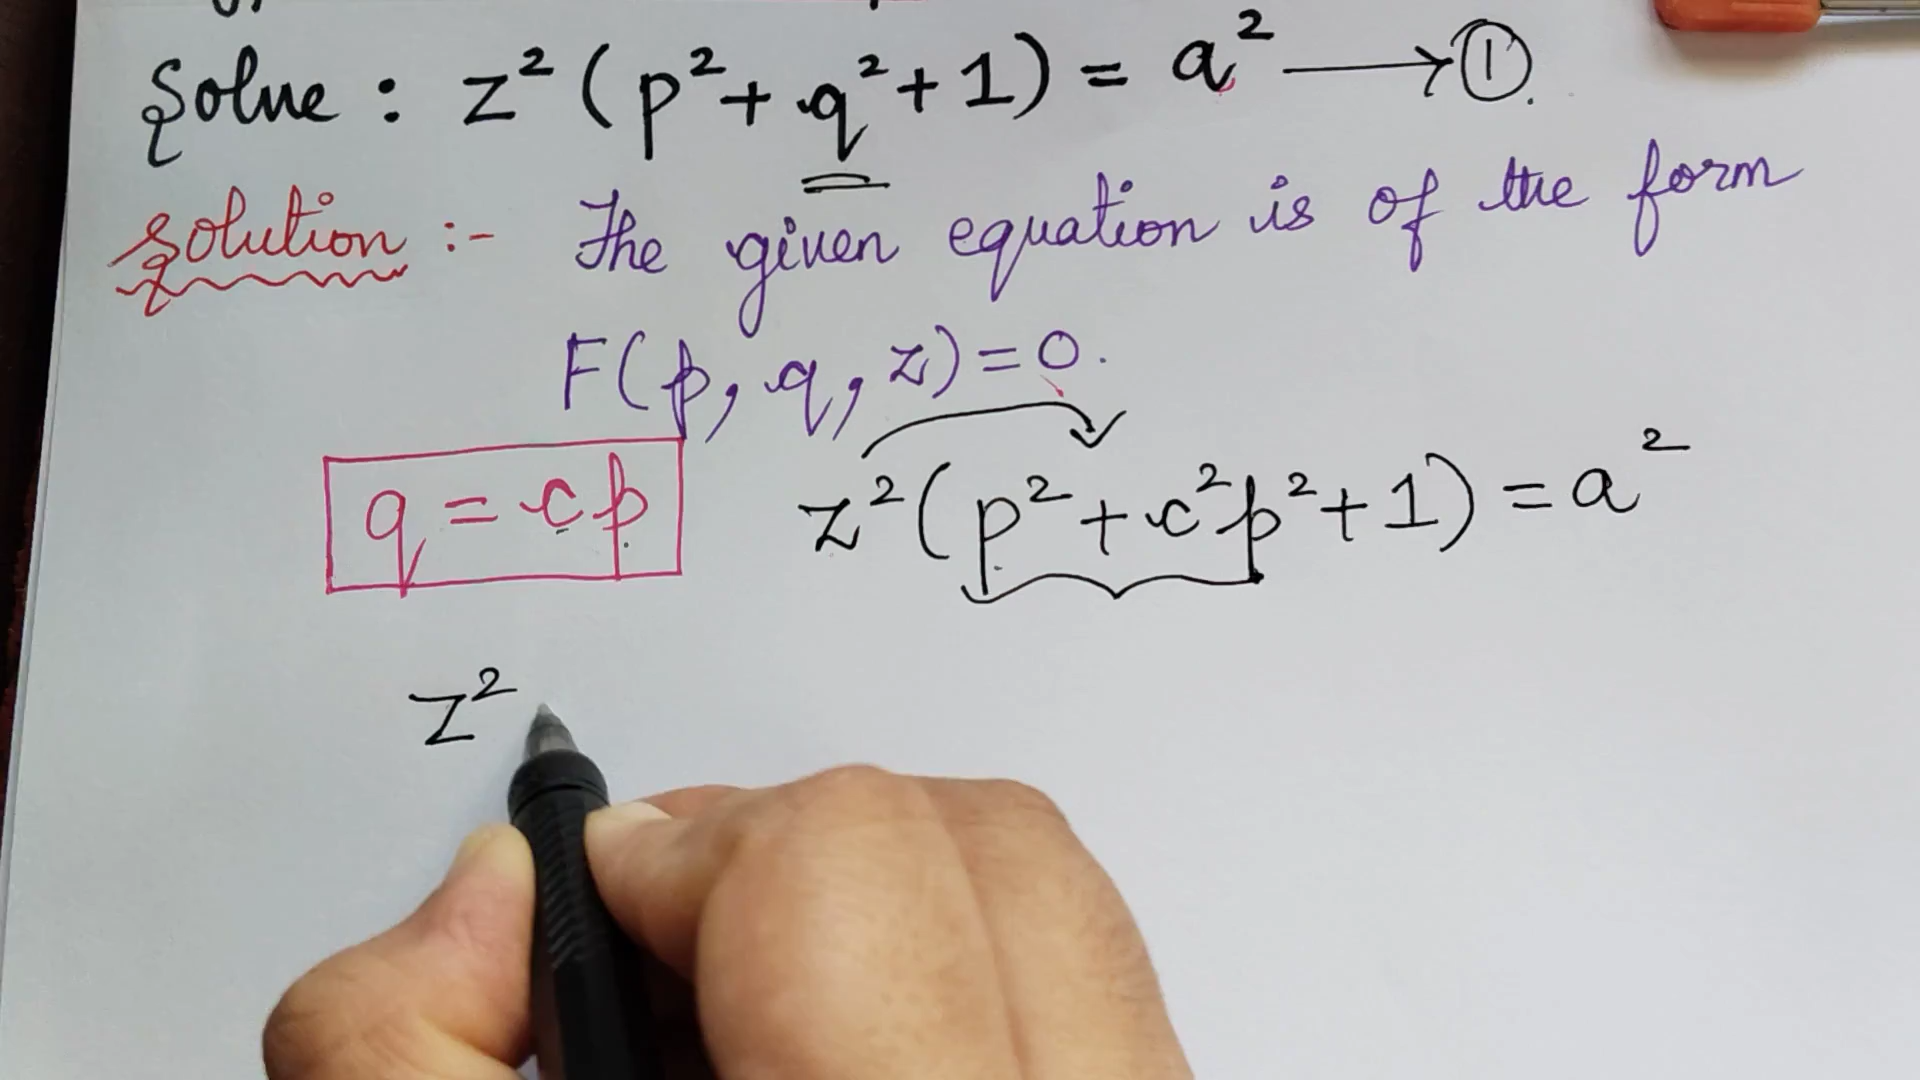 Solve : z² ( p² + q² + 1 ) = a² → ①.
Solution :- The given equation is of the form
F(p, q, z) = 0.
q = cp
z² ( p² + c²p² + 1 ) = a²
z²